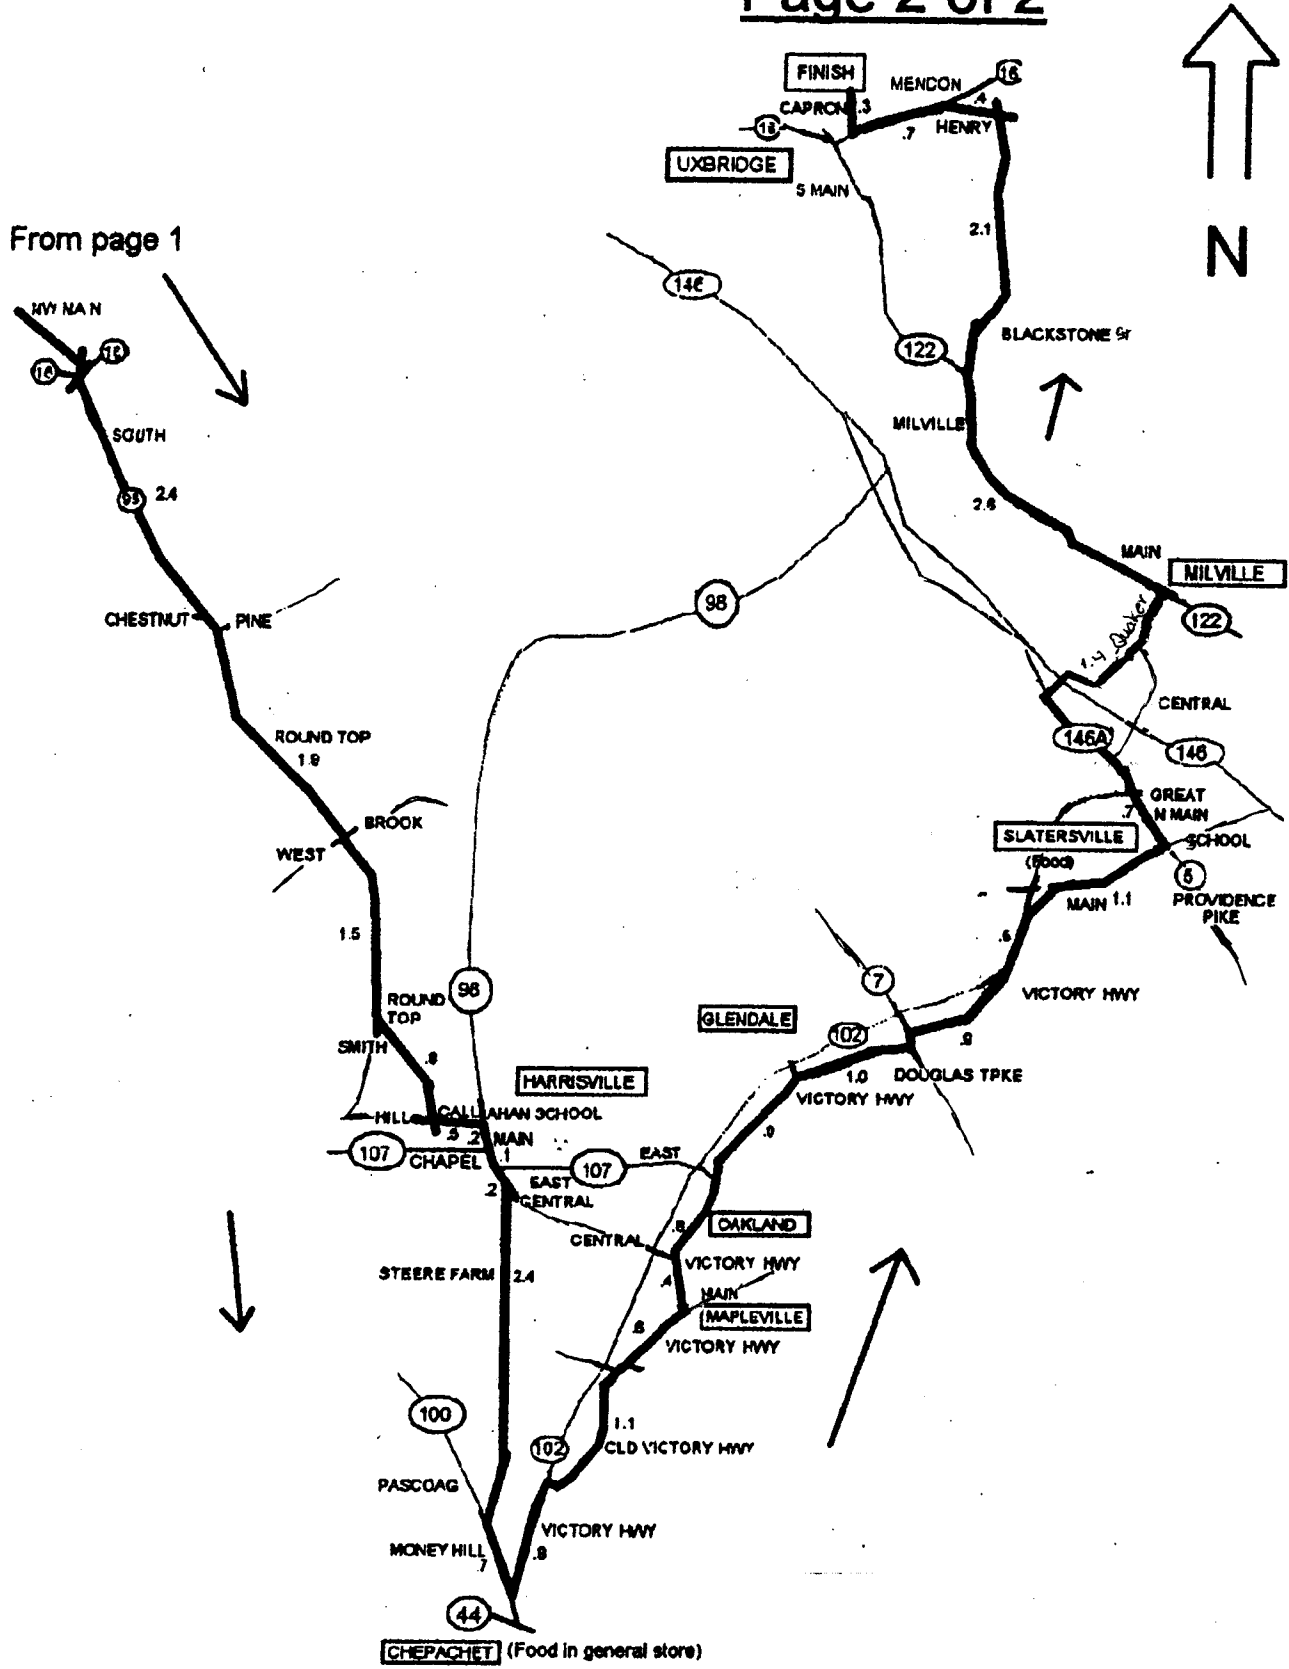 Page 2 of 2
FINISH
MENDON
16
CAPRON
.3
.4
16
.7
HENRY
UXBRIDGE
S MAIN
2.1
N
From page 1
146
16
16
BLACKSTONE ST
122
SOUTH
MILVILLE
2.4
2.6
MAIN
MILVILLE
98
CHESTNUT
PINE
122
1.4 Quaker
CENTRAL
ROUND TOP
1.9
146A
146
GREAT
N MAIN
.7
BROOK
WEST
SLATERSVILLE
(Food)
SCHOOL
5
MAIN
1.1
PROVIDENCE
PIKE
1.5
7
98
ROUND
TOP
VICTORY HWY
GLENDALE
102
SMITH
.9
1.0
DOUGLAS TPKE
HARRISVILLE
VICTORY HWY
HILL
CALLAHAN SCHOOL
.5
.2
MAIN
.9
107
CHAPEL
.1
107
EAST
.2
EAST
CENTRAL
OAKLAND
CENTRAL
VICTORY HWY
STEERE FARM
2.4
.4
MAIN
MAPLEVILLE
VICTORY HWY
100
1.1
102
OLD VICTORY HWY
PASCOAG
VICTORY HWY
MONEY HILL
.7
44
CHEPACHET (Food in general store)